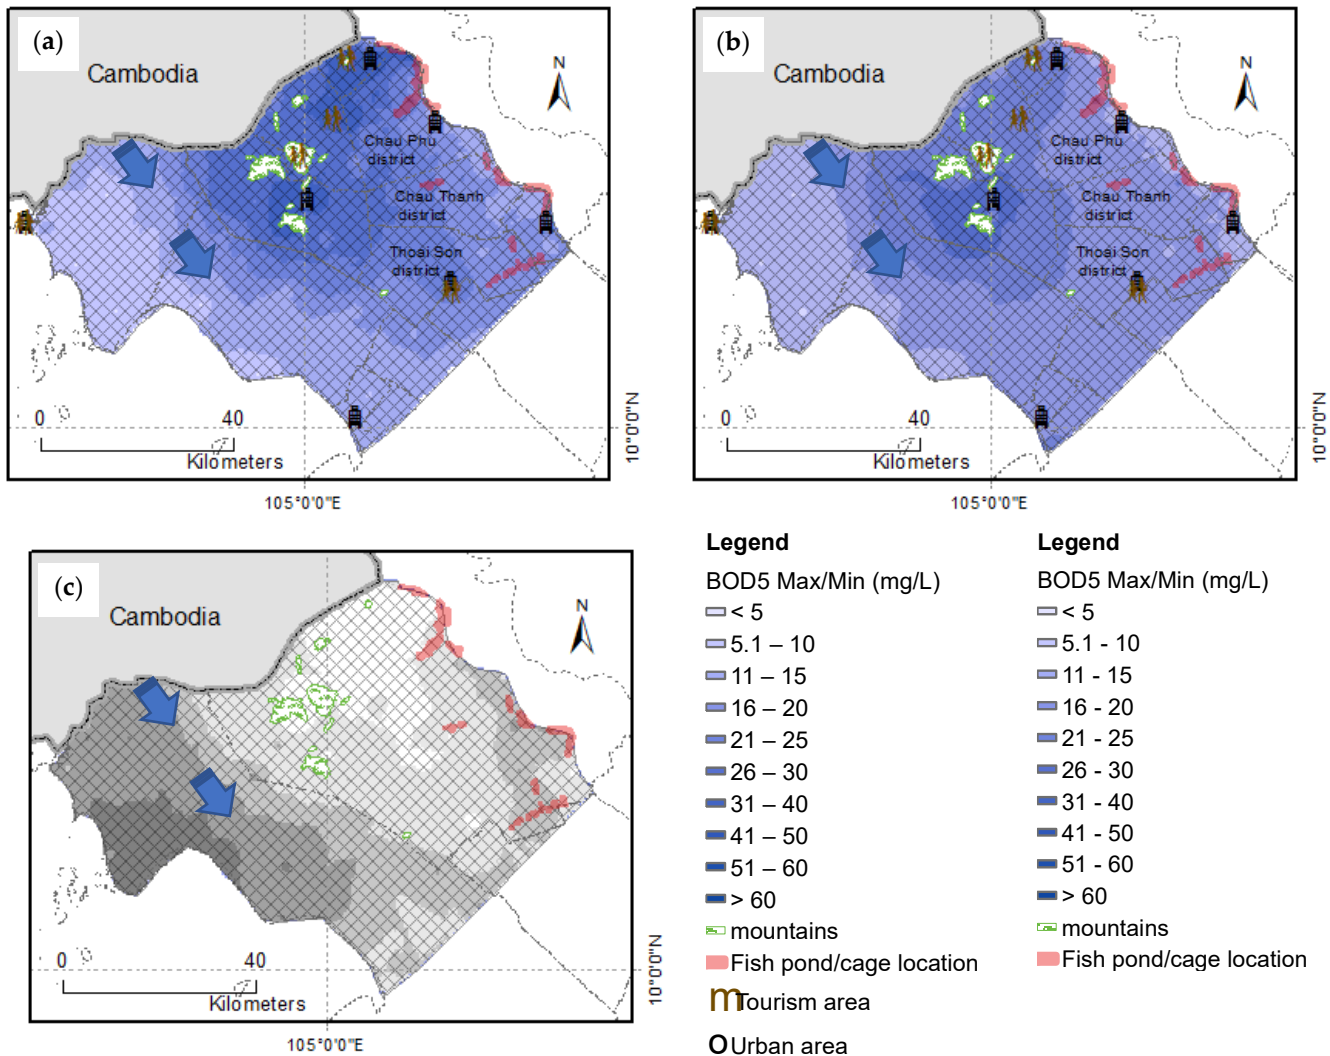 (a)
Cambodia
N
Chau Phu
district
Chau Thanh
district
Thoai Son
district
0 40
Kilometers
10°0'0"N
105°0'0"E
(b)
Cambodia
N
Chau Phu
district
Chau Thanh
district
Thoai Son
district
0 40
Kilometers
10°0'0"N
105°0'0"E
(c)
Cambodia
N
0 40
Kilometers
10°0'0"N
105°0'0"E
Legend
BOD5 Max/Min (mg/L)
< 5
5.1 – 10
11 – 15
16 – 20
21 – 25
26 – 30
31 – 40
41 – 50
51 – 60
> 60
mountains
Fish pond/cage location
m Tourism area
O Urban area
Legend
BOD5 Max/Min (mg/L)
< 5
5.1 - 10
11 - 15
16 - 20
21 - 25
26 - 30
31 - 40
41 - 50
51 - 60
> 60
mountains
Fish pond/cage location